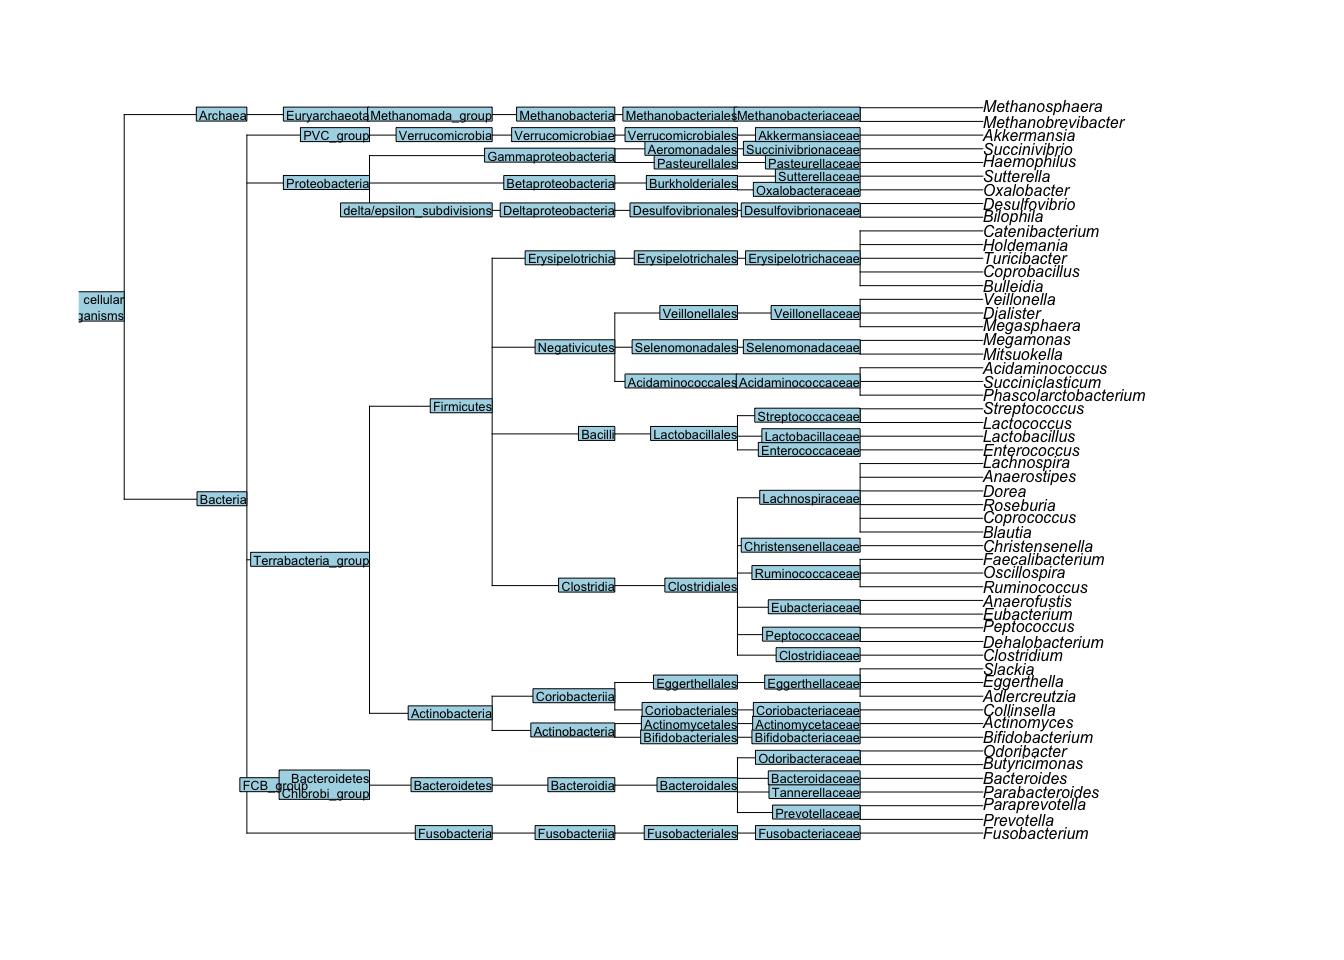 Archaea Euryarchaeota Methanomada_group Methanobacteria Methanobacteriales Methanobacteriaceae Methanosphaera
Methanobrevibacter
PVC_group Verrucomicrobia Verrucomicrobiae Verrucomicrobiales Akkermansiaceae Akkermansia
Aeromonadales Succinivibrionaceae Succinivibrio
Gammaproteobacteria
Pasteurellales Pasteurellaceae Haemophilus
Sutterellaceae Sutterella
Proteobacteria Betaproteobacteria Burkholderiales
Oxalobacteraceae Oxalobacter
Desulfovibrio
delta/epsilon_subdivisions Deltaproteobacteria Desulfovibrionales Desulfovibrionaceae
Bilophila
Catenibacterium
Holdemania
Erysipelotrichia Erysipelotrichales Erysipelotrichaceae Turicibacter
Coprobacillus
Bulleidia
cellular
ganisms
Veillonella
Veillonellales Veillonellaceae Dialister
Megasphaera
Megamonas
Negativicutes Selenomonadales Selenomonadaceae
Mitsuokella
Acidaminococcus
Acidaminococcales Acidaminococcaceae Succiniclasticum
Phascolarctobacterium
Firmicutes
Streptococcus
Streptococcaceae
Lactococcus
Bacilli Lactobacillales Lactobacillaceae Lactobacillus
Enterococcaceae Enterococcus
Lachnospira
Anaerostipes
Dorea
Bacteria Lachnospiraceae
Roseburia
Coprococcus
Blautia
Christensenellaceae Christensenella
Terrabacteria_group
Faecalibacterium
Ruminococcaceae Oscillospira
Clostridia Clostridiales
Ruminococcus
Anaerofustis
Eubacteriaceae
Eubacterium
Peptococcus
Peptococcaceae
Dehalobacterium
Clostridiaceae Clostridium
Slackia
Eggerthellales Eggerthellaceae Eggerthella
Coriobacteriia
Adlercreutzia
Actinobacteria Coriobacteriales Coriobacteriaceae Collinsella
Actinomycetales Actinomycetaceae Actinomyces
Actinobacteria
Bifidobacteriales Bifidobacteriaceae Bifidobacterium
Odoribacter
Odoribacteraceae
Butyricimonas
Bacteroidetes
Bacteroidaceae Bacteroides
FCB_group Bacteroidetes Bacteroidia Bacteroidales
Chlorobi_group
Tannerellaceae Parabacteroides
Paraprevotella
Prevotellaceae
Prevotella
Fusobacteria Fusobacteriia Fusobacteriales Fusobacteriaceae Fusobacterium